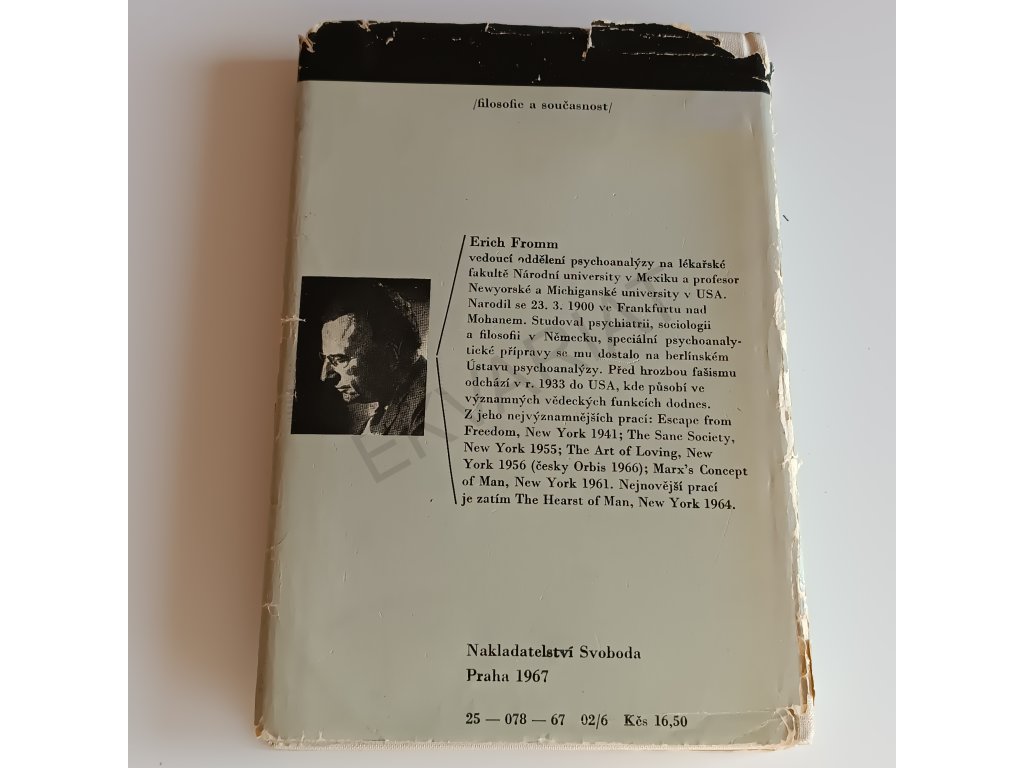 /filosofie a současnost/
Erich Fromm
vedoucí oddělení psychoanalýzy na lékařské
fakultě Národní university v Mexiku a profesor
Newyorské a Michiganské university v USA.
Narodil se 23. 3. 1900 ve Frankfurtu nad
Mohanem. Studoval psychiatrii, sociologii
a filosofii v Německu, speciální psychoanaly-
tické přípravy se mu dostalo na berlínském
Ústavu psychoanalýzy. Před hrozbou fašismu
odchází v r. 1933 do USA, kde působí ve
významných vědeckých funkcích dodnes.
Z jeho nejvýznamnějších prací: Escape from
Freedom, New York 1941; The Sane Society,
New York 1955; The Art of Loving, New
York 1956 (česky Orbis 1966); Marx's Concept
of Man, New York 1961. Nejnovější prací
je zatím The Hearst of Man, New York 1964.
Nakladatelství Svoboda
Praha 1967
25 — 078 — 67 02/6 Kčs 16,50